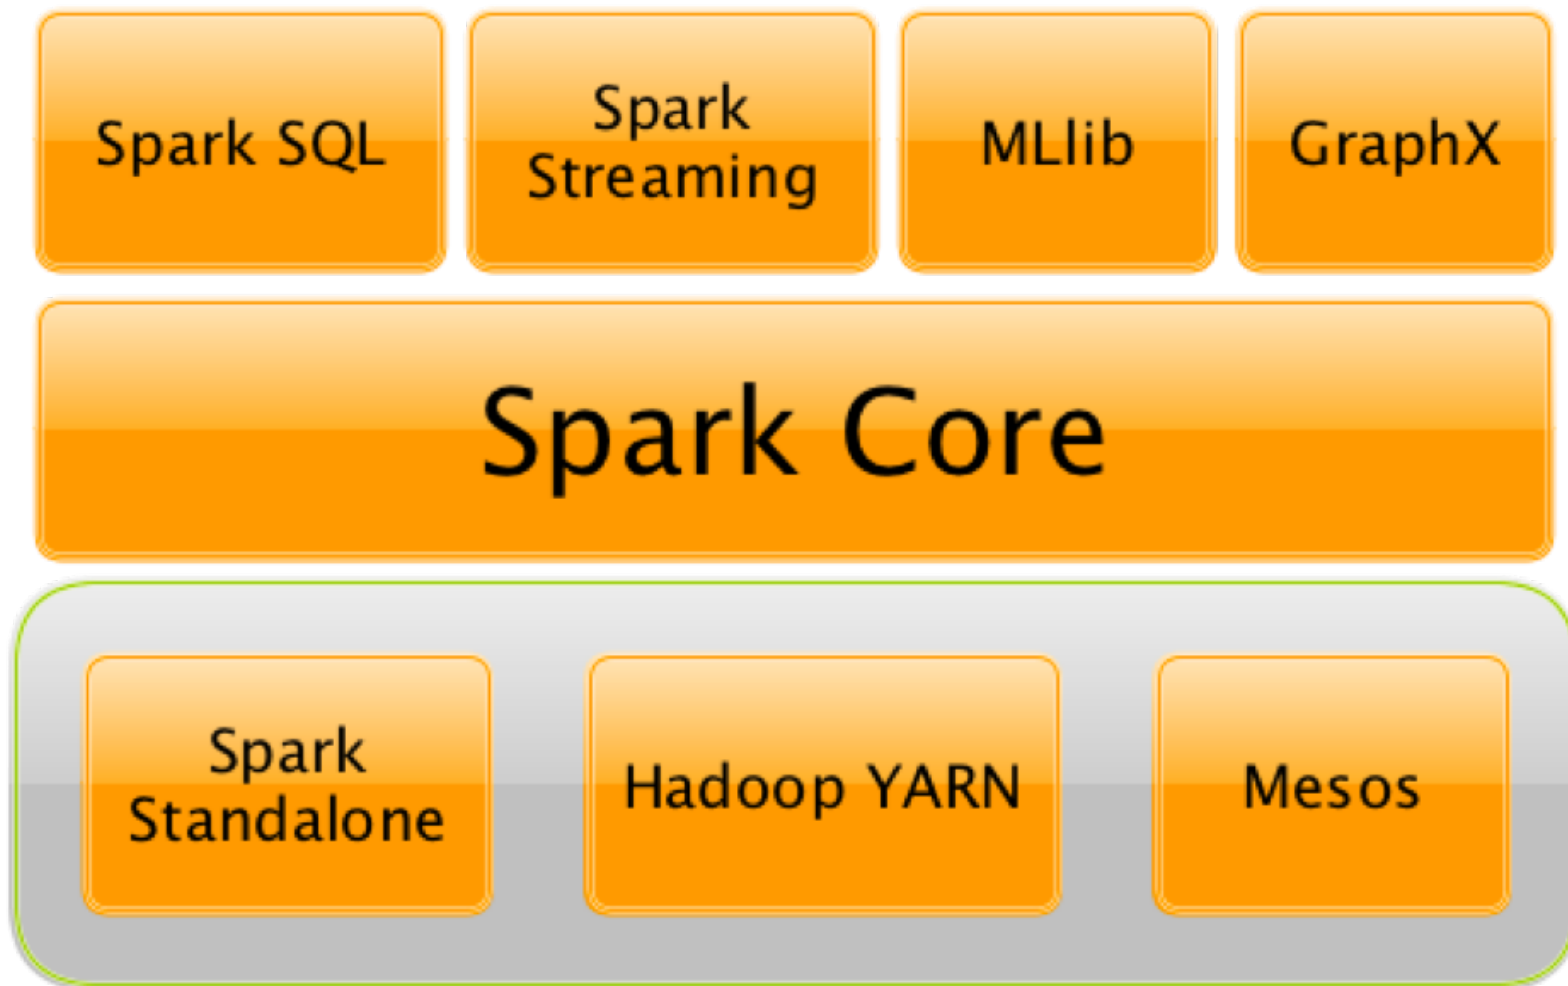 Spark SQL
Spark
Streaming
MLlib
GraphX
Spark Core
Spark
Standalone
Hadoop YARN
Mesos